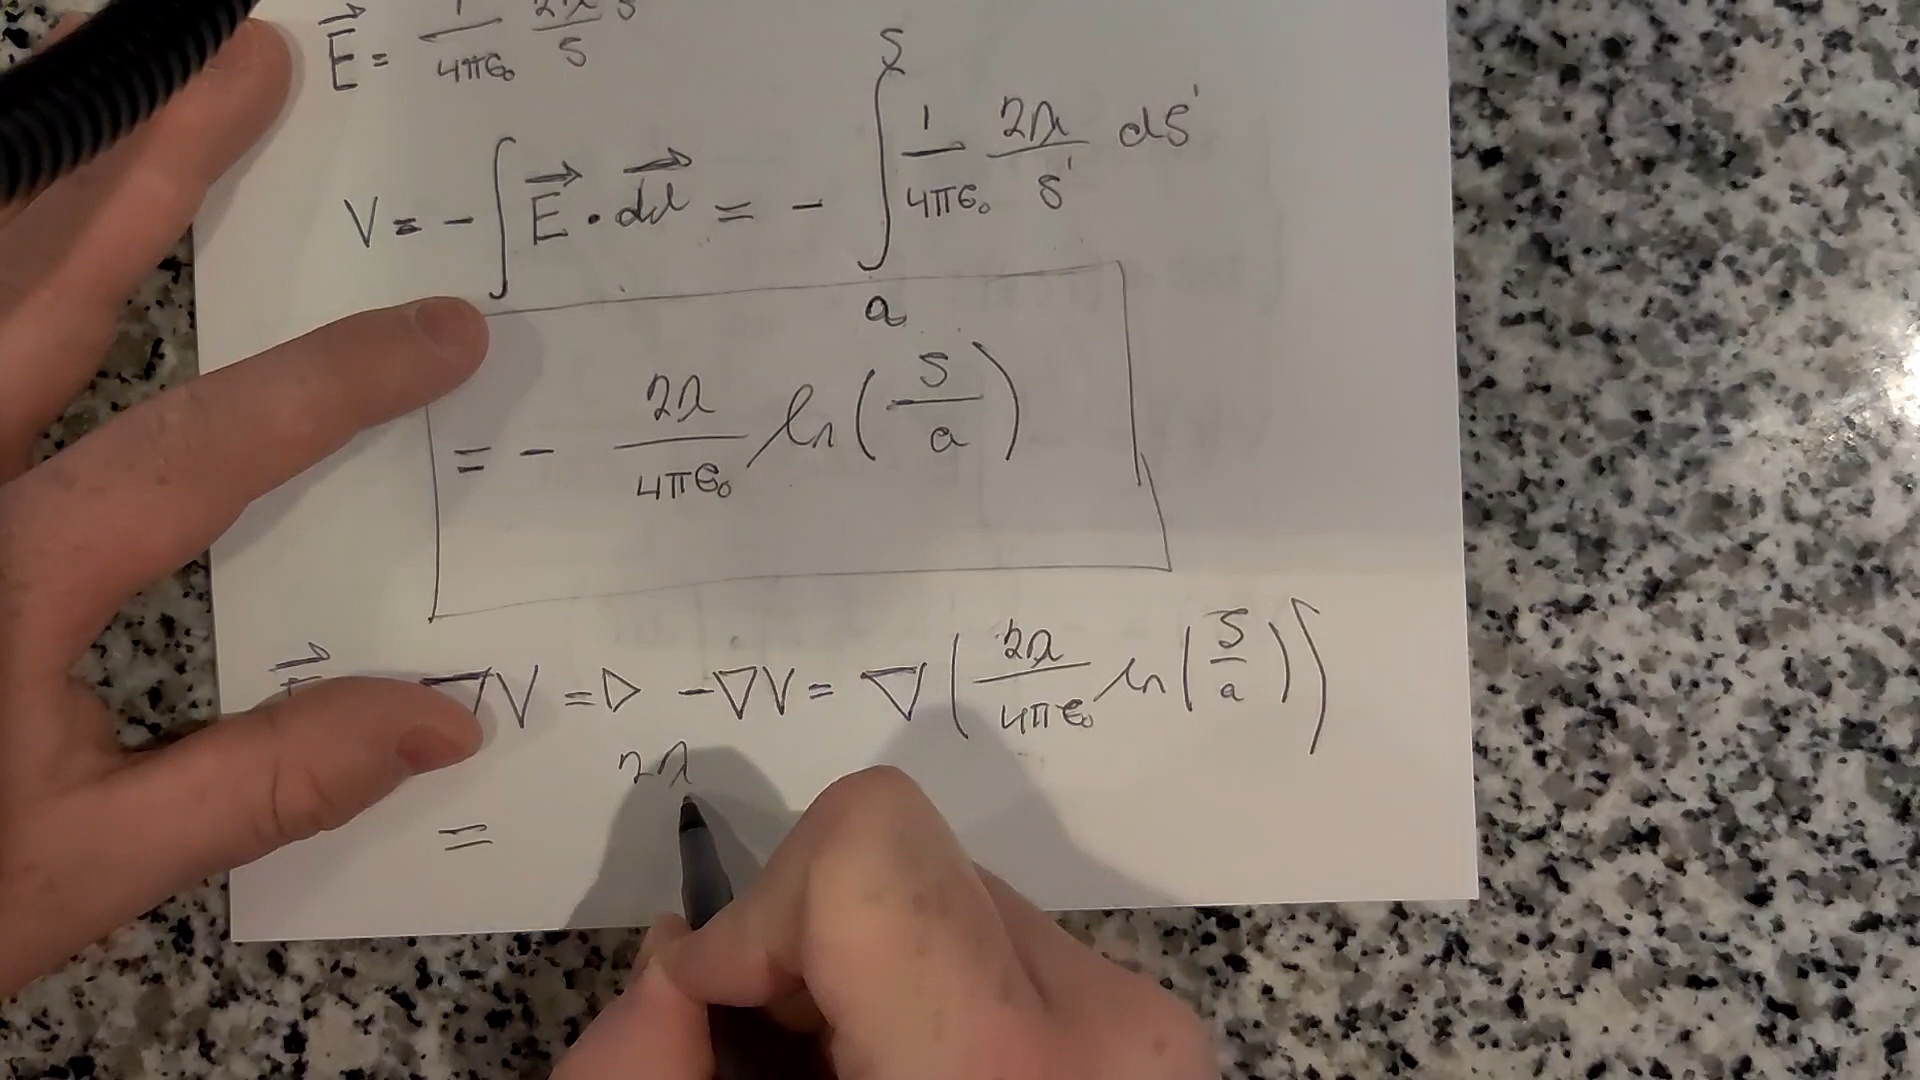 E⃗ = 1/4πε₀ 2λ/s ŝ
V = - ∫ E⃗ · dl⃗ = - ∫ₐˢ 1/4πε₀ 2λ/s' ds'
= - 2λ/4πε₀ ln(s/a)
∇V => -∇V = ∇(2λ/4πε₀ ln(s/a))
= 2λ